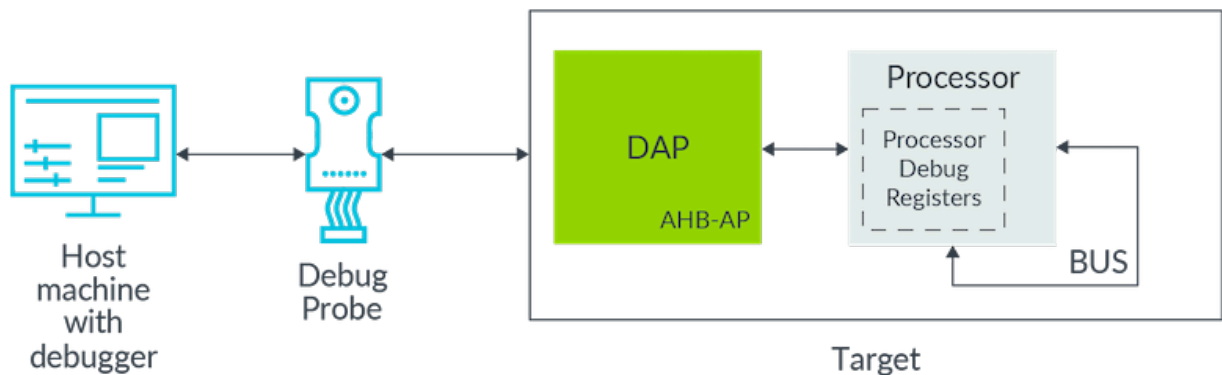 Host
machine
with
debugger
Debug
Probe
DAP
AHB-AP
Processor
Processor
Debug
Registers
BUS
Target